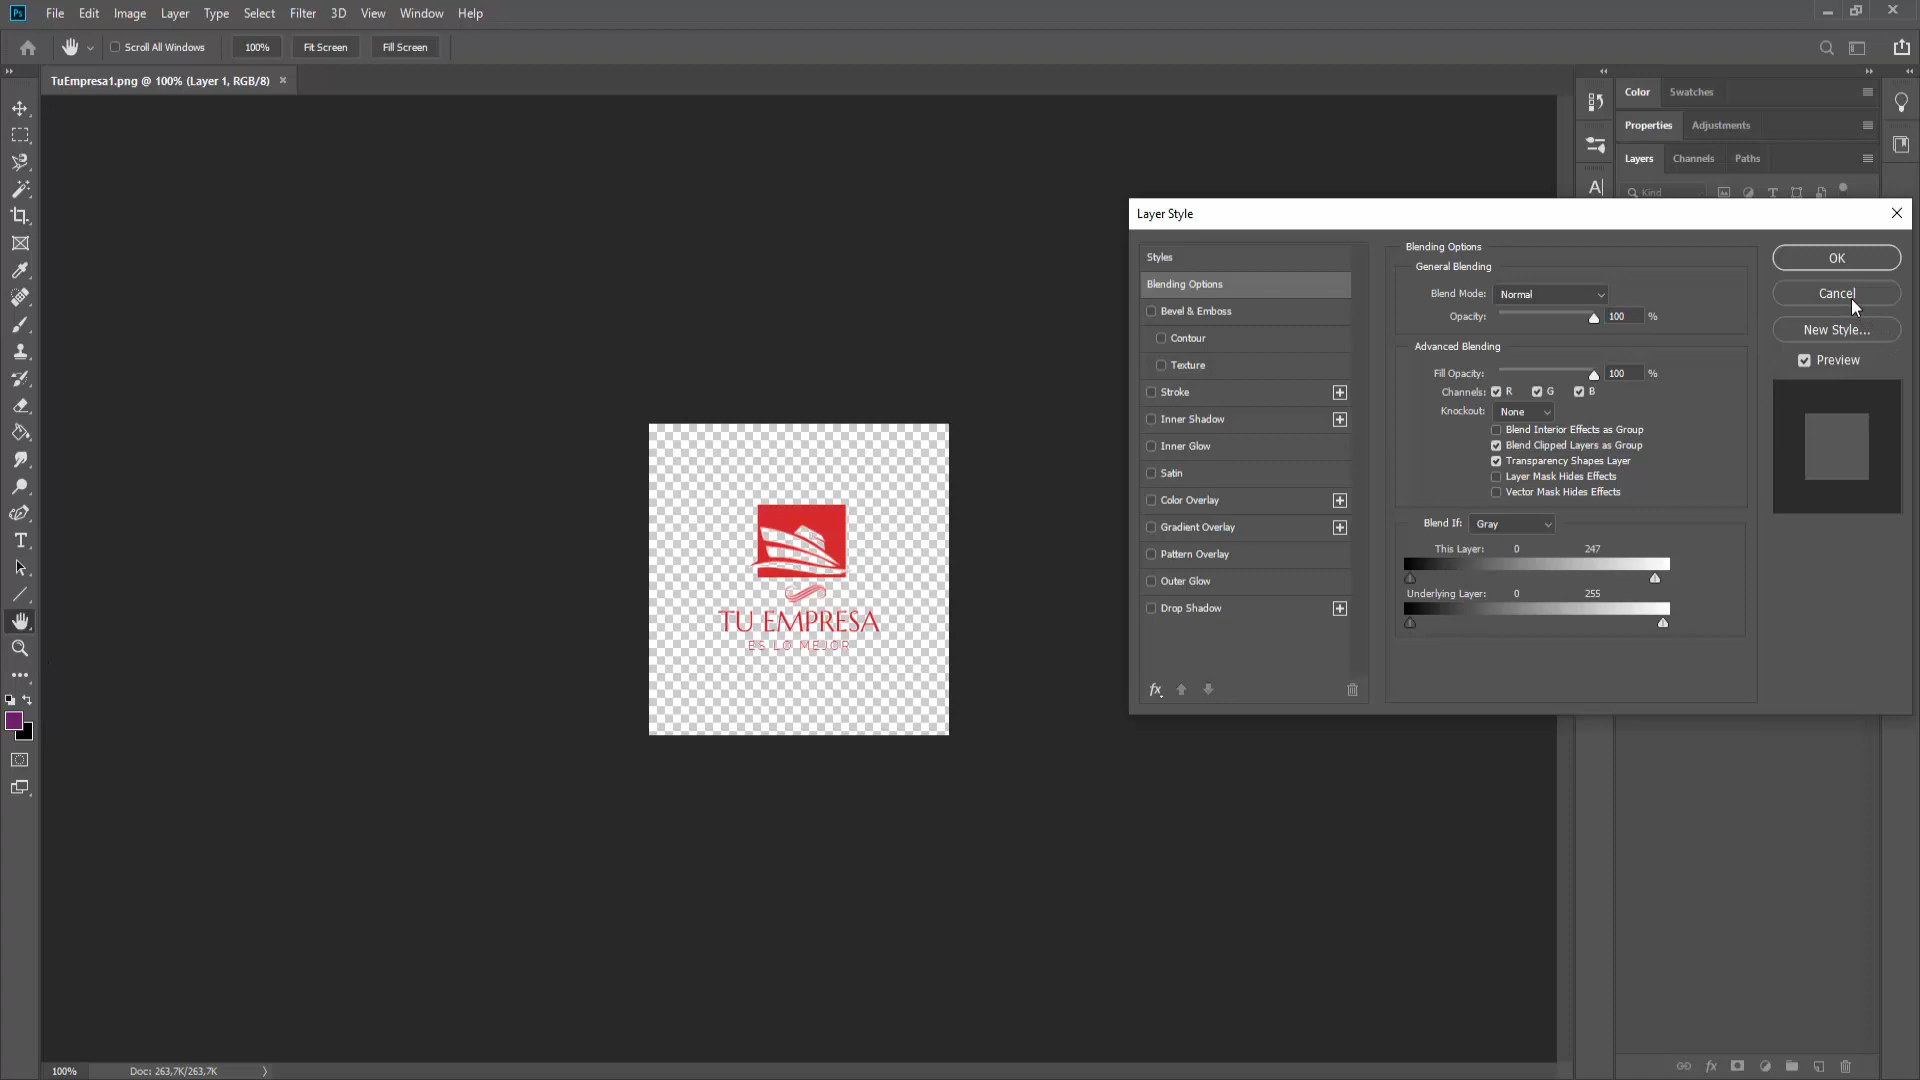 Ps File Edit Image Layer Type Select Filter 3D View Window Help
Scroll All Windows 100% Fit Screen Fill Screen
TuEmpresa1.png @ 100% (Layer 1, RGB/8) ×
Color Swatches
Properties Adjustments
Layers Channels Paths
Kind
Layer Style
Styles
Blending Options
Bevel & Emboss
Contour
Texture
Stroke
Inner Shadow
Inner Glow
Satin
Color Overlay
Gradient Overlay
Pattern Overlay
Outer Glow
Drop Shadow
fx
Blending Options
General Blending
Blend Mode: Normal
Opacity: 100 %
Advanced Blending
Fill Opacity: 100 %
Channels: R G B
Knockout: None
Blend Interior Effects as Group
Blend Clipped Layers as Group
Transparency Shapes Layer
Layer Mask Hides Effects
Vector Mask Hides Effects
Blend If: Gray
This Layer: 0 247
Underlying Layer: 0 255
OK
Cancel
New Style...
Preview
TU EMPRESA
ES LO MEJOR
100% Doc: 263,7K/263,7K
fx